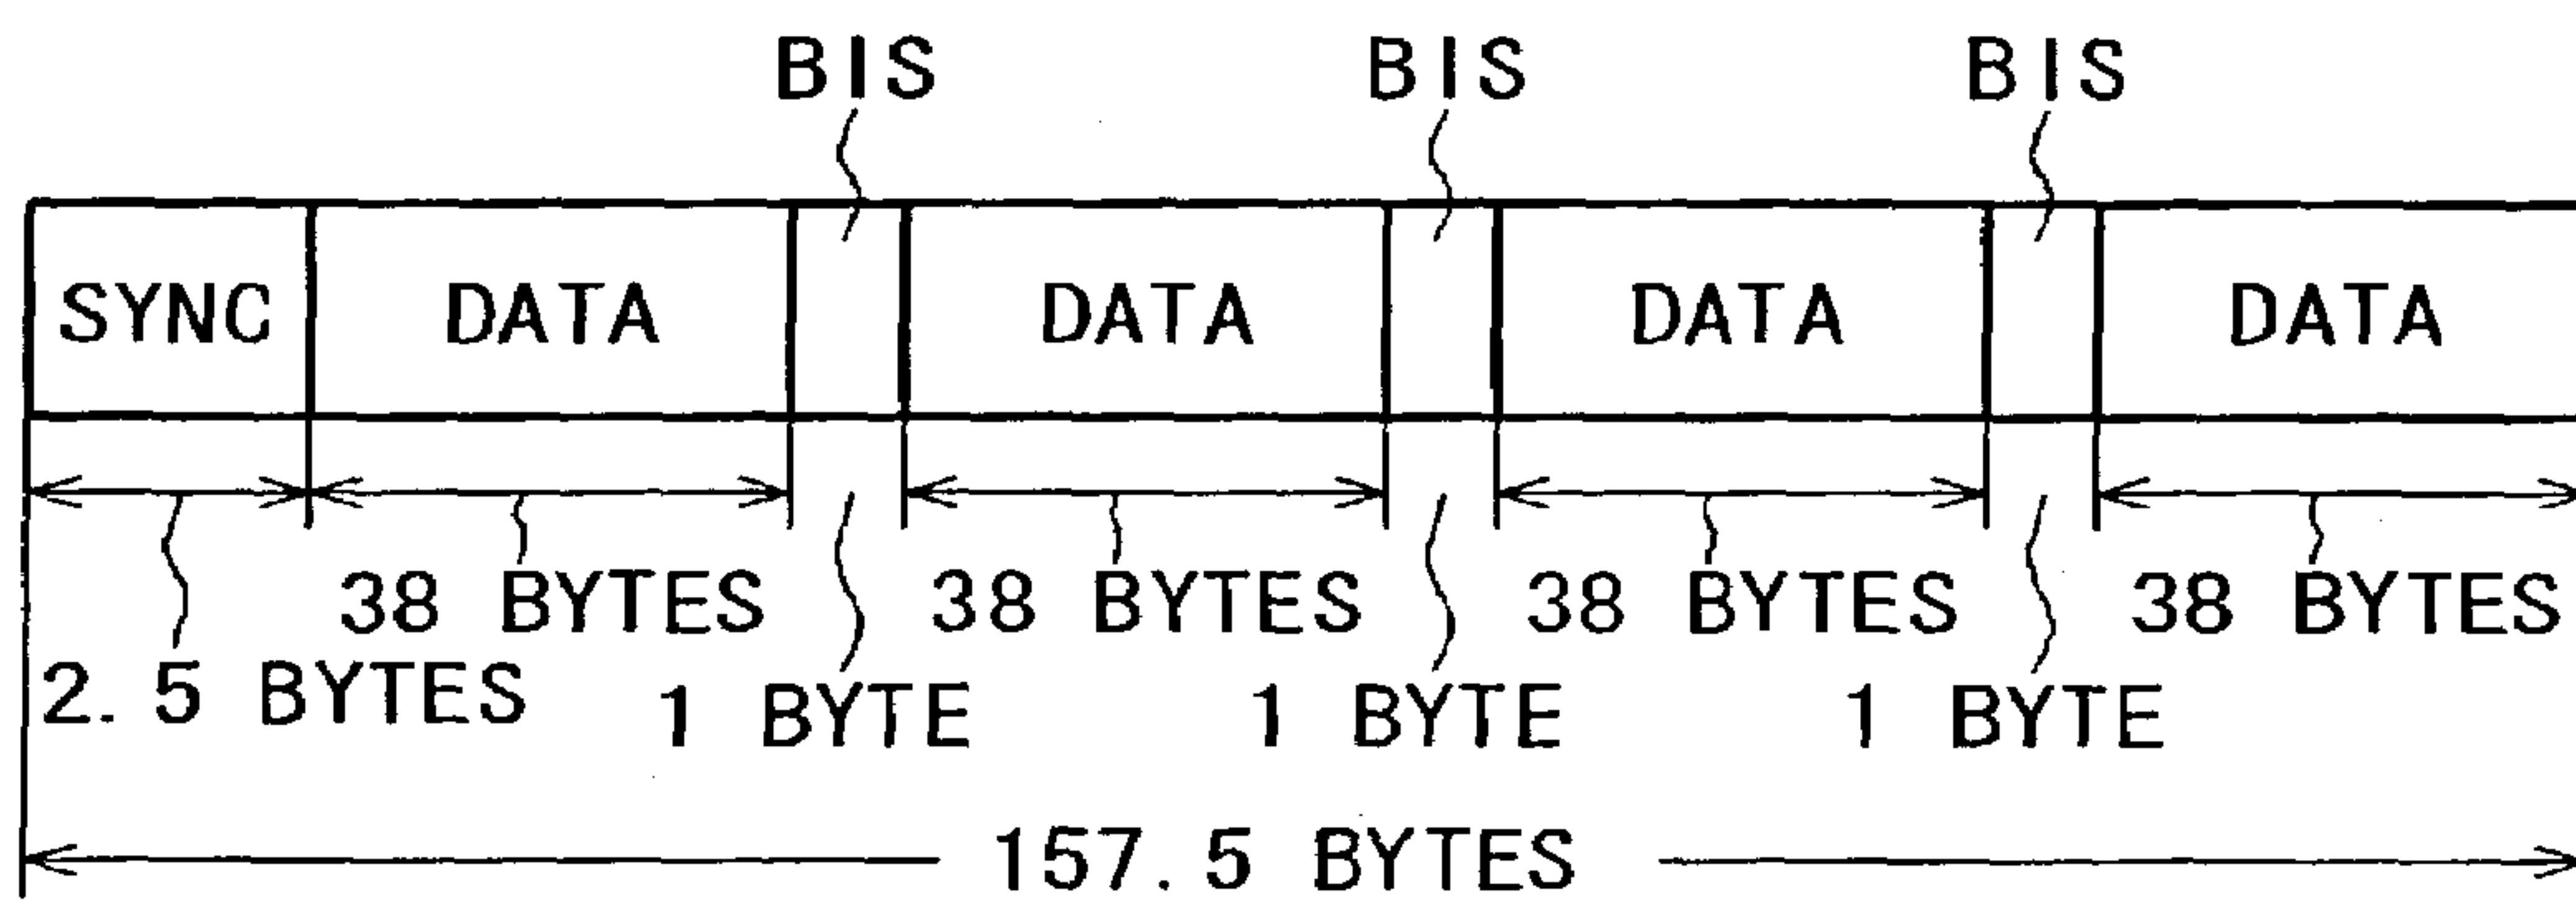 BIS BIS BIS
SYNC DATA DATA DATA DATA
38 BYTES 38 BYTES 38 BYTES 38 BYTES
2.5 BYTES 1 BYTE 1 BYTE 1 BYTE
157.5 BYTES